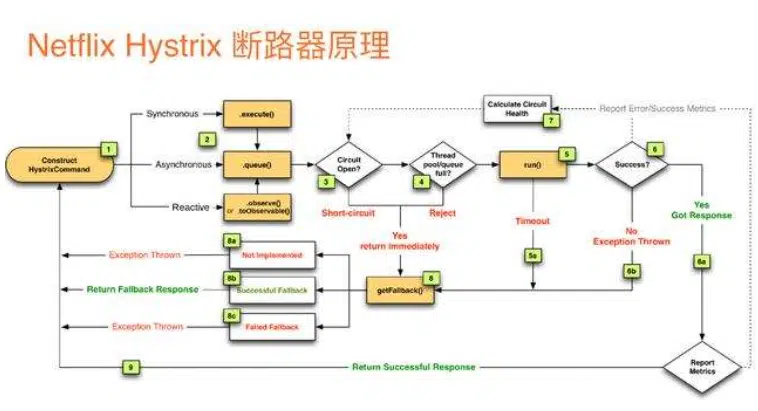 Netflix Hystrix 断路器原理
Calculate Circuit
Health
7
Report Error/Success Metrics
Synchronous
.execute()
2
1
Construct
HystrixCommand
Asynchronous
.queue()
Circuit
Open?
3
Thread
pool/queue
full?
4
run()
5
Success?
6
Reactive
.observe()
or .toObservable()
Short-circuit
Reject
Timeout
Yes
Got Response
Yes
return immediately
No
Exception Thrown
8a
Exception Thrown
Not Implemented
5a
6a
8b
Return Fallback Response
Successful Fallback
getFallback()
8
6b
8c
Exception Thrown
Failed Fallback
9
Return Successful Response
Report
Metrics